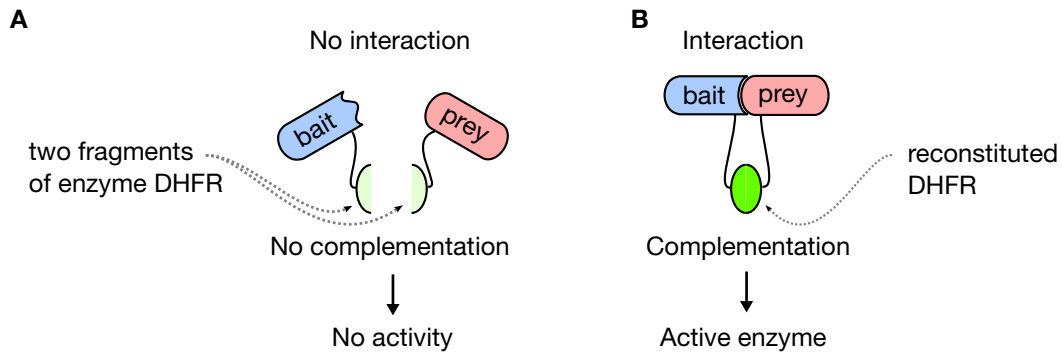 A
No interaction
bait
prey
two fragments
of enzyme DHFR
No complementation
No activity
B
Interaction
bait
prey
reconstituted
DHFR
Complementation
Active enzyme